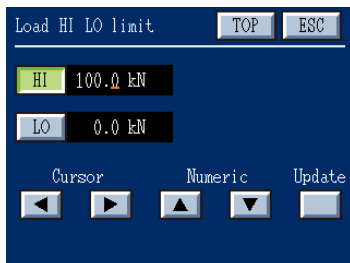 Load HI LO limit TOP ESC
HI 100.0 kN
LO 0.0 kN
Cursor Numeric Update